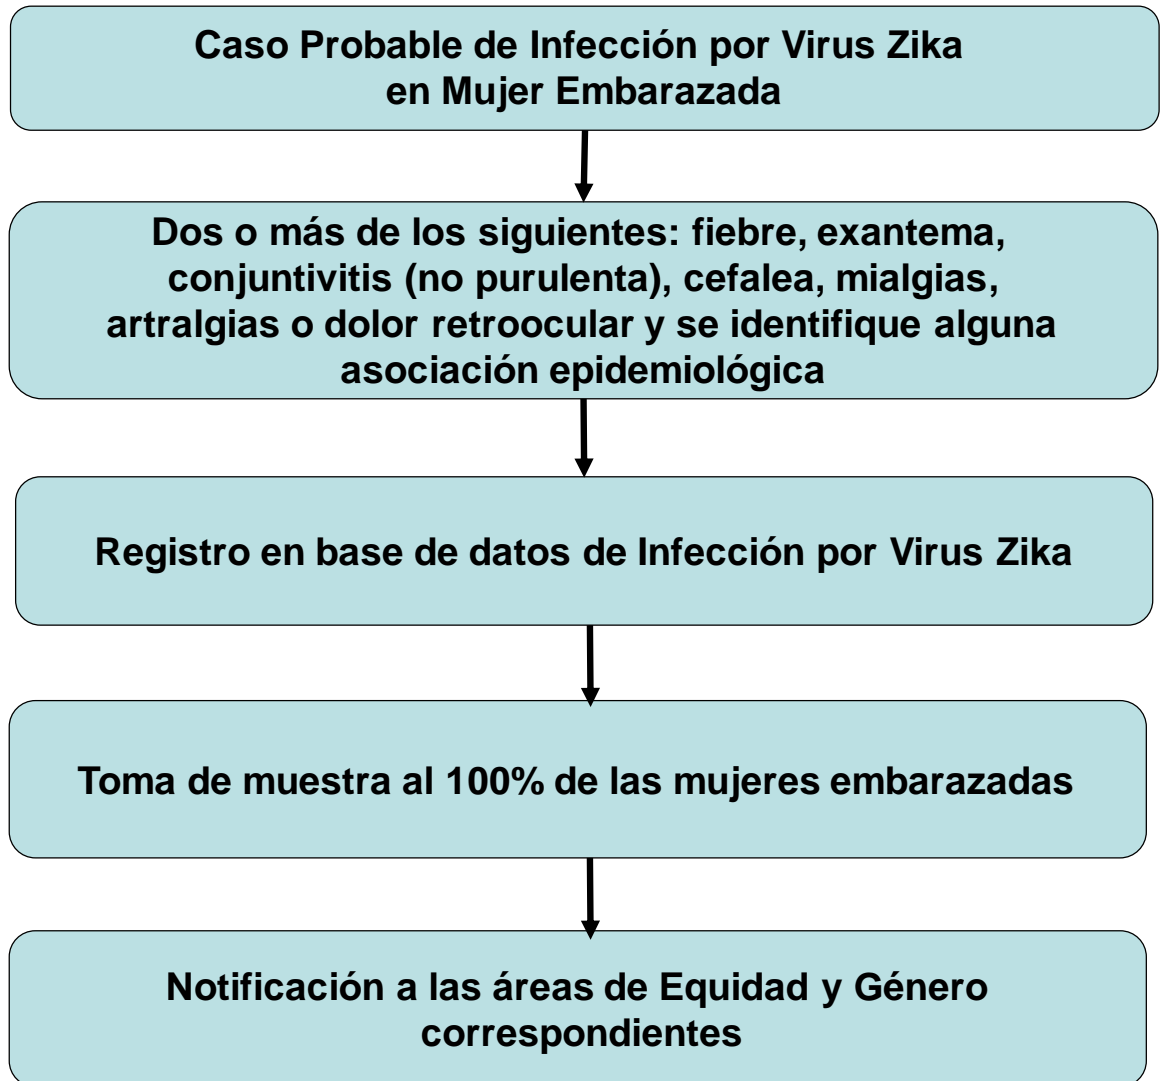 Caso Probable de Infección por Virus Zika
en Mujer Embarazada
Dos o más de los siguientes: fiebre, exantema,
conjuntivitis (no purulenta), cefalea, mialgias,
artralgias o dolor retroocular y se identifique alguna
asociación epidemiológica
Registro en base de datos de Infección por Virus Zika
Toma de muestra al 100% de las mujeres embarazadas
Notificación a las áreas de Equidad y Género
correspondientes